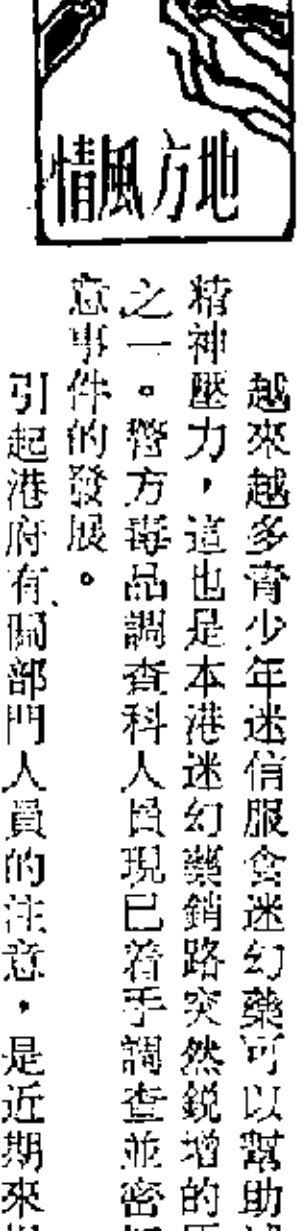 地方風情
越來越多青少年迷信服食迷幻藥可以幫助
精神壓力，這也是本港迷幻藥銷路突然銳增的
之一。警方毒品調查科人員現已着手調查並密
意事件的發展。
引起港府有關部門人員的注意，是近期來